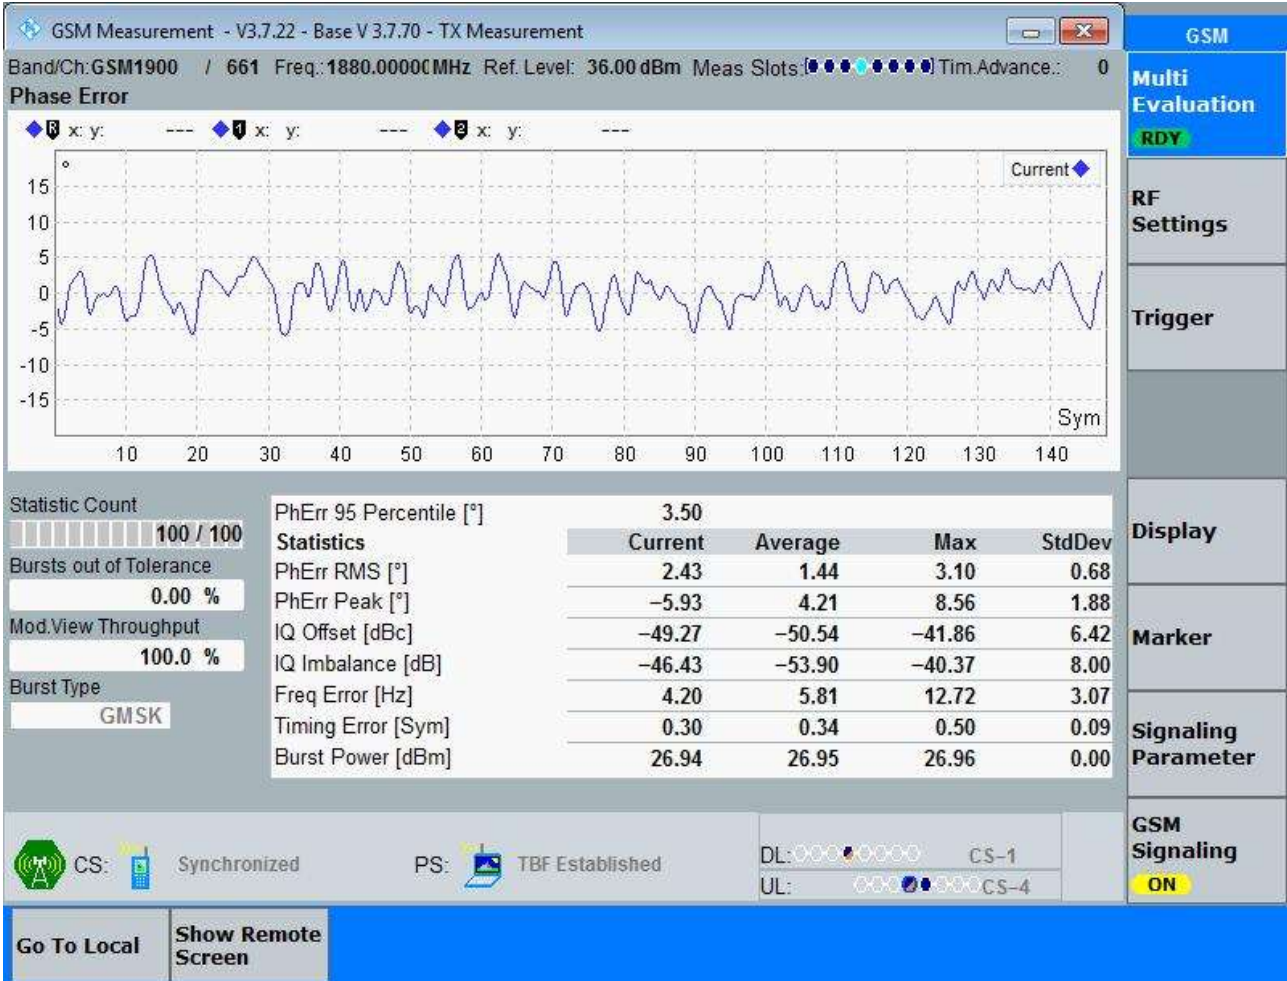 GSM Measurement - V3.7.22 - Base V 3.7.70 - TX Measurement
GSM
Band/Ch:GSM1900 / 661 Freq.:1880.00000MHz Ref. Level: 36.00 dBm Meas Slots: Tim.Advance.: 0
Phase Error
R x: y: --- 1 x: y: --- 2 x: y: ---
°
Current
15
10
5
0
-5
-10
-15
Sym
10 20 30 40 50 60 70 80 90 100 110 120 130 140
Statistic Count
100 / 100
Bursts out of Tolerance
0.00 %
Mod.View Throughput
100.0 %
Burst Type
GMSK
PhErr 95 Percentile [°] 3.50
Statistics Current Average Max StdDev
PhErr RMS [°] 2.43 1.44 3.10 0.68
PhErr Peak [°] −5.93 4.21 8.56 1.88
IQ Offset [dBc] −49.27 −50.54 −41.86 6.42
IQ Imbalance [dB] −46.43 −53.90 −40.37 8.00
Freq Error [Hz] 4.20 5.81 12.72 3.07
Timing Error [Sym] 0.30 0.34 0.50 0.09
Burst Power [dBm] 26.94 26.95 26.96 0.00
CS: Synchronized PS: TBF Established
DL: CS-1
UL: CS-4
Multi
Evaluation
RDY
RF
Settings
Trigger
Display
Marker
Signaling
Parameter
GSM
Signaling
ON
Go To Local
Show Remote
Screen